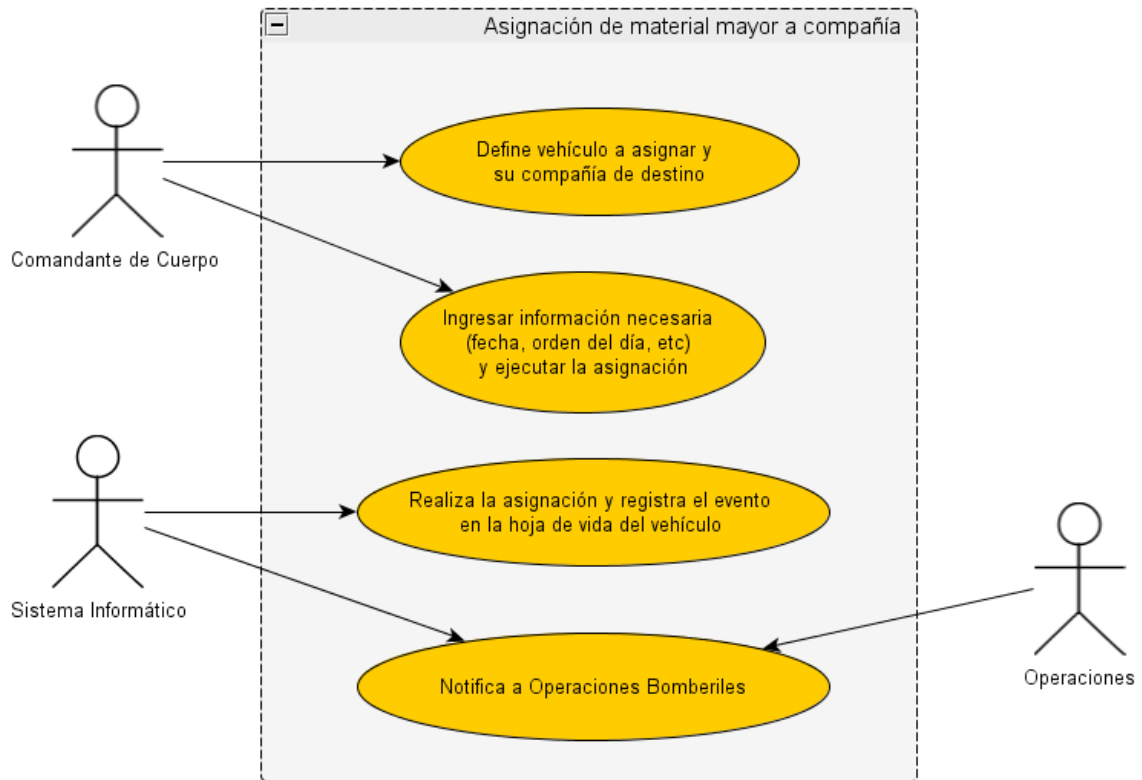 Asignación de material mayor a compañía
Define vehículo a asignar y
su compañía de destino
Comandante de Cuerpo
Ingresar información necesaria
(fecha, orden del día, etc)
y ejecutar la asignación
Realiza la asignación y registra el evento
en la hoja de vida del vehículo
Sistema Informático
Notifica a Operaciones Bomberiles
Operaciones